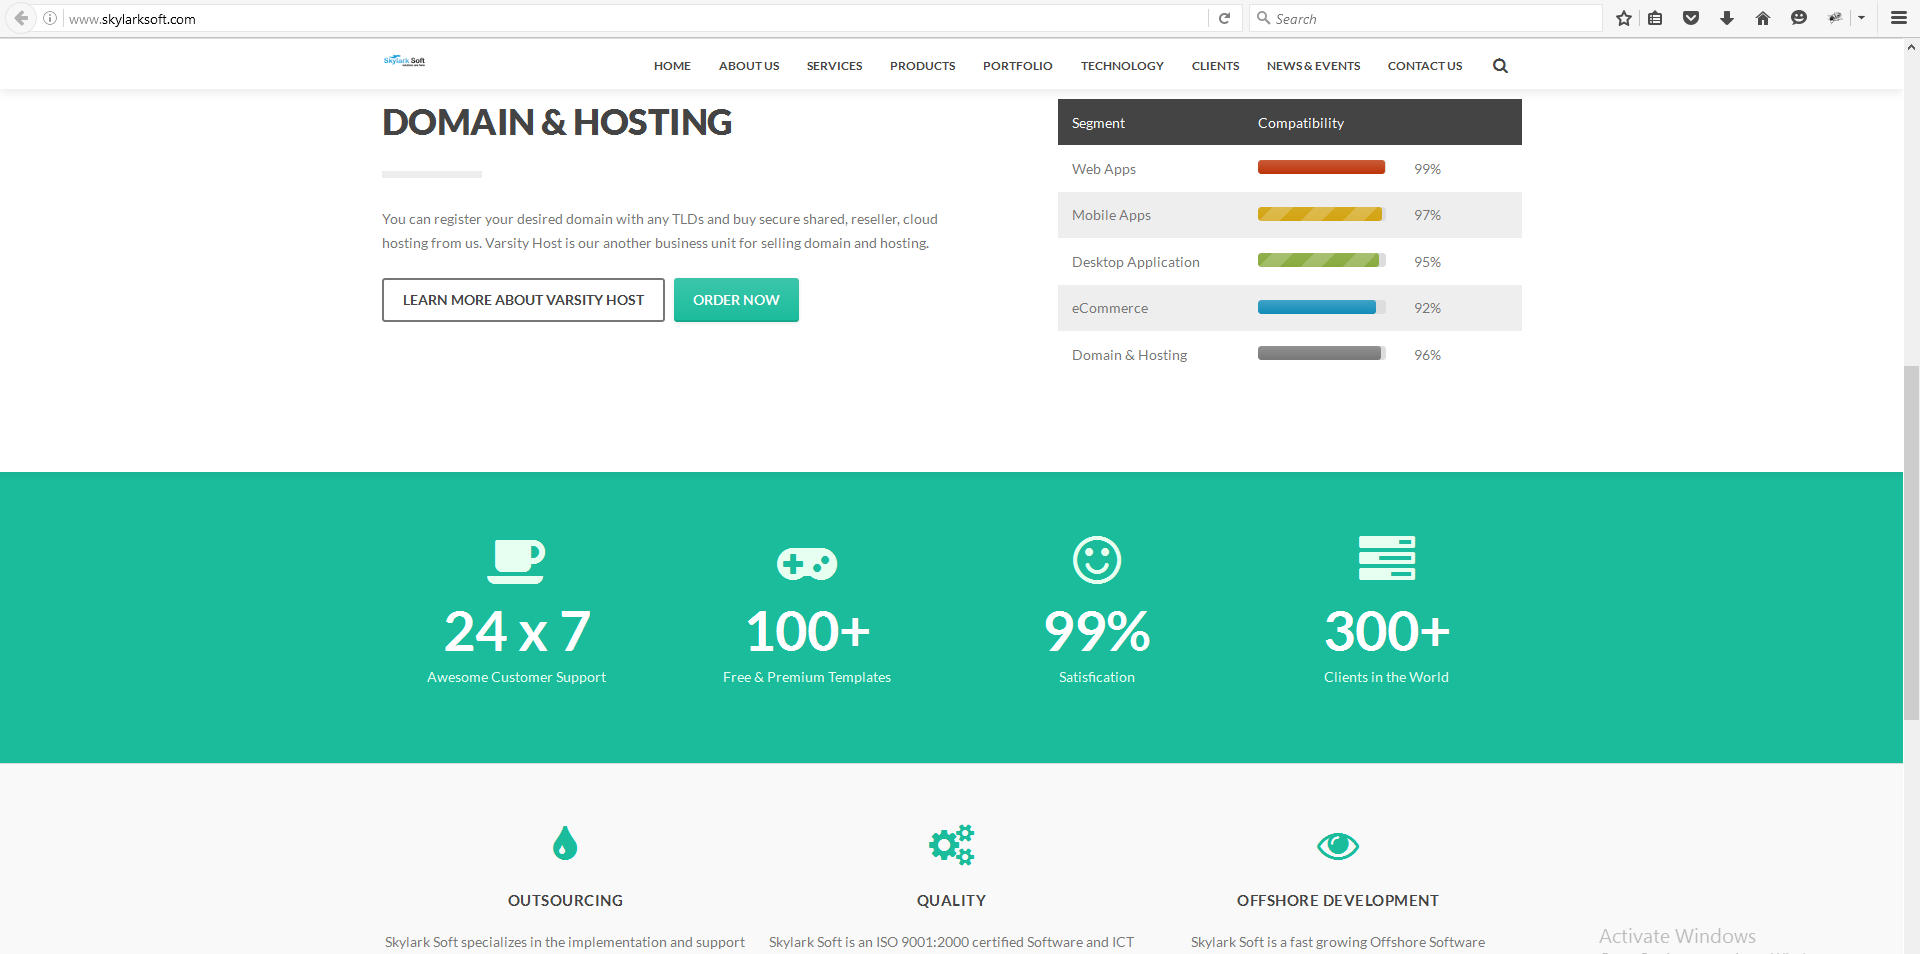 www.skylarksoft.com
Search
Skylark Soft
HOME ABOUT US SERVICES PRODUCTS PORTFOLIO TECHNOLOGY CLIENTS NEWS & EVENTS CONTACT US
DOMAIN & HOSTING
You can register your desired domain with any TLDs and buy secure shared, reseller, cloud
hosting from us. Varsity Host is our another business unit for selling domain and hosting.
LEARN MORE ABOUT VARSITY HOST ORDER NOW
Segment Compatibility
Web Apps 99%
Mobile Apps 97%
Desktop Application 95%
eCommerce 92%
Domain & Hosting 96%
24 x 7
Awesome Customer Support
100+
Free & Premium Templates
99%
Satisfication
300+
Clients in the World
OUTSOURCING
Skylark Soft specializes in the implementation and support
QUALITY
Skylark Soft is an ISO 9001:2000 certified Software and ICT
OFFSHORE DEVELOPMENT
Skylark Soft is a fast growing Offshore Software
Activate Windows